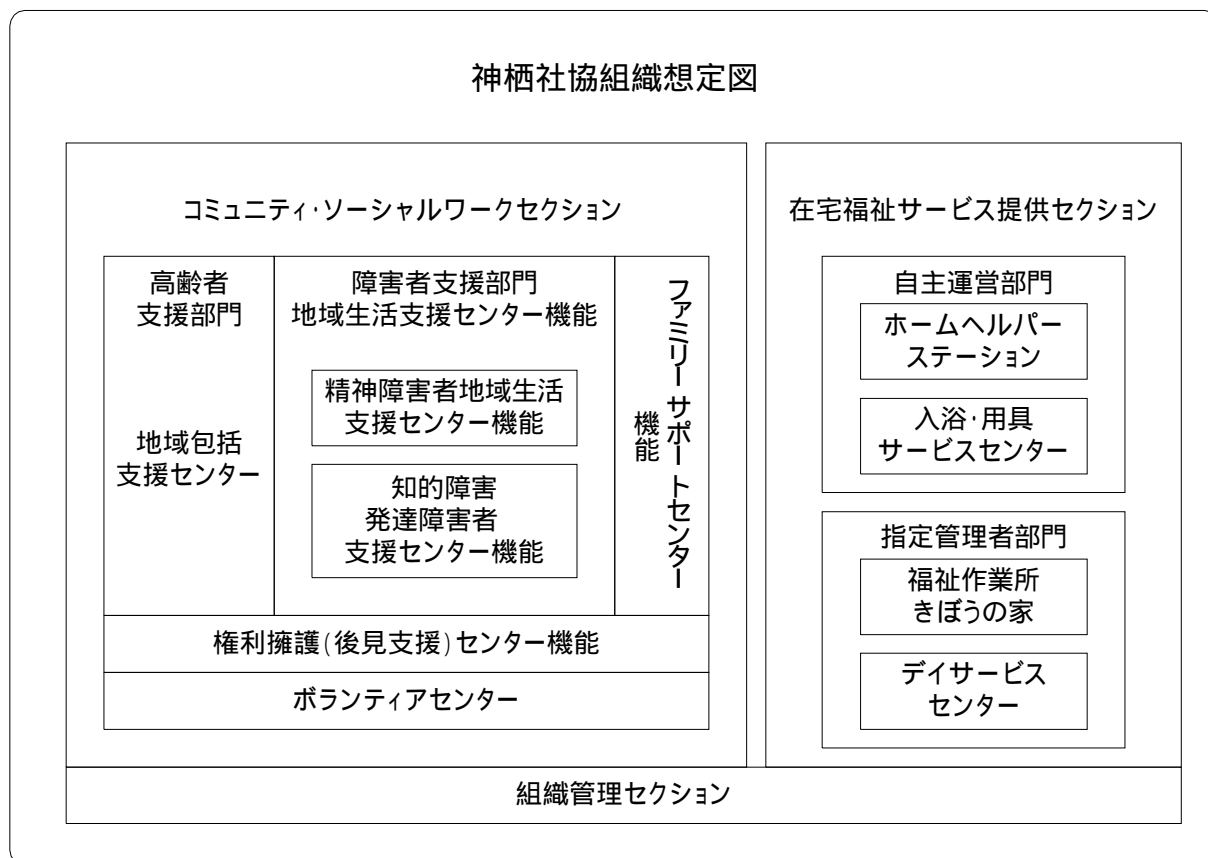 神栖社協組織想定図
コミュニティ・ソーシャルワークセクション
高齢者
支援部門
地域包括
支援センター
障害者支援部門
地域生活支援センター機能
精神障害者地域生活
支援センター機能
知的障害
発達障害者
支援センター機能
ファミリーサポートセンター
機能
権利擁護(後見支援)センター機能
ボランティアセンター
在宅福祉サービス提供セクション
自主運営部門
ホームヘルパー
ステーション
入浴・用具
サービスセンター
指定管理者部門
福祉作業所
きぼうの家
デイサービス
センター
組織管理セクション